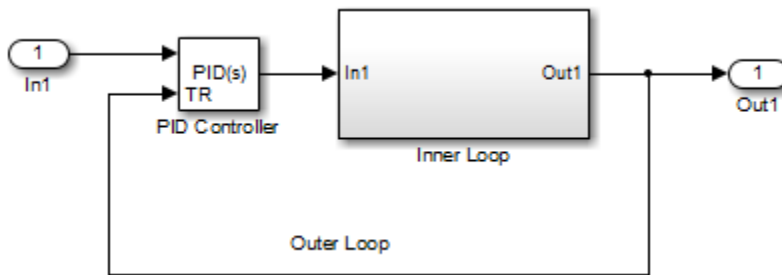 1
In1
PID(s)
TR
PID Controller
In1
Out1
Inner Loop
1
Out1
Outer Loop